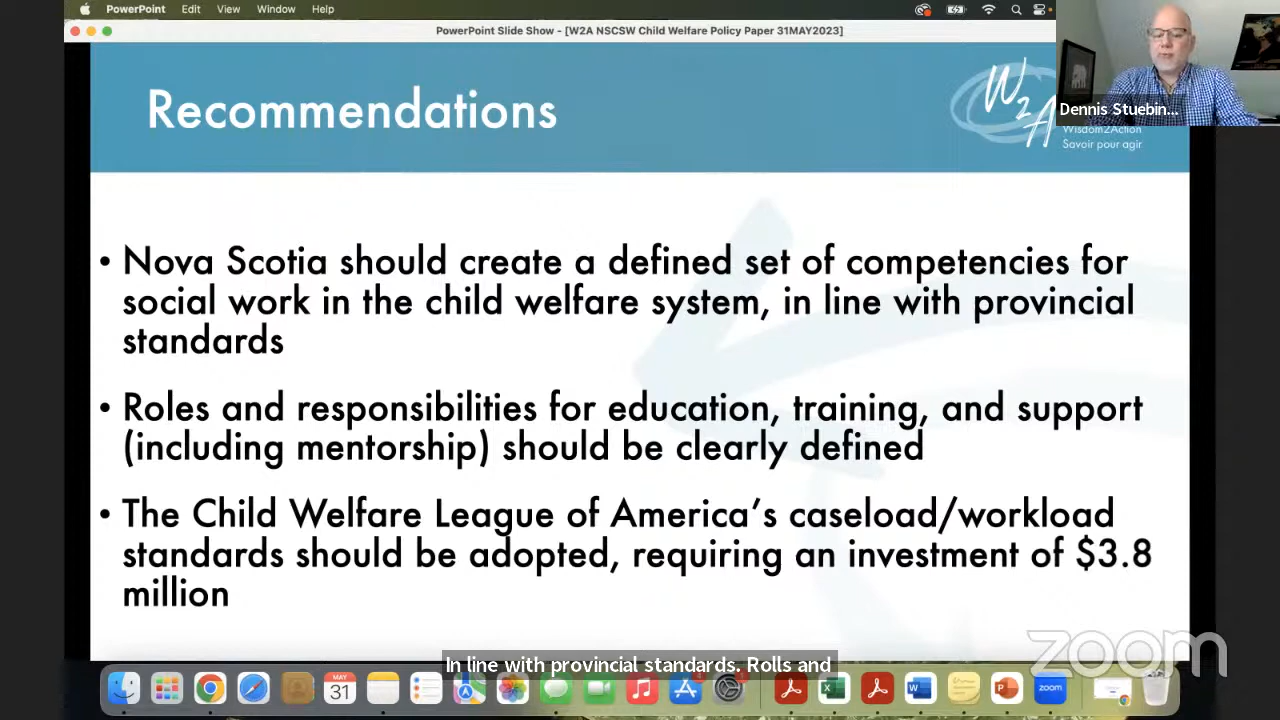 PowerPoint Edit View Window Help
PowerPoint Slide Show - [W2A NSCSW Child Welfare Policy Paper 31MAY2023]
Dennis Stuebin...
Recommendations
W2A
Wisdom2Action
Savoir pour agir
• Nova Scotia should create a defined set of competencies for
social work in the child welfare system, in line with provincial
standards
• Roles and responsibilities for education, training, and support
(including mentorship) should be clearly defined
• The Child Welfare League of America’s caseload/workload
standards should be adopted, requiring an investment of $3.8
million
zoom
In line with provincial standards. Rolls and
MAY
31
zoom